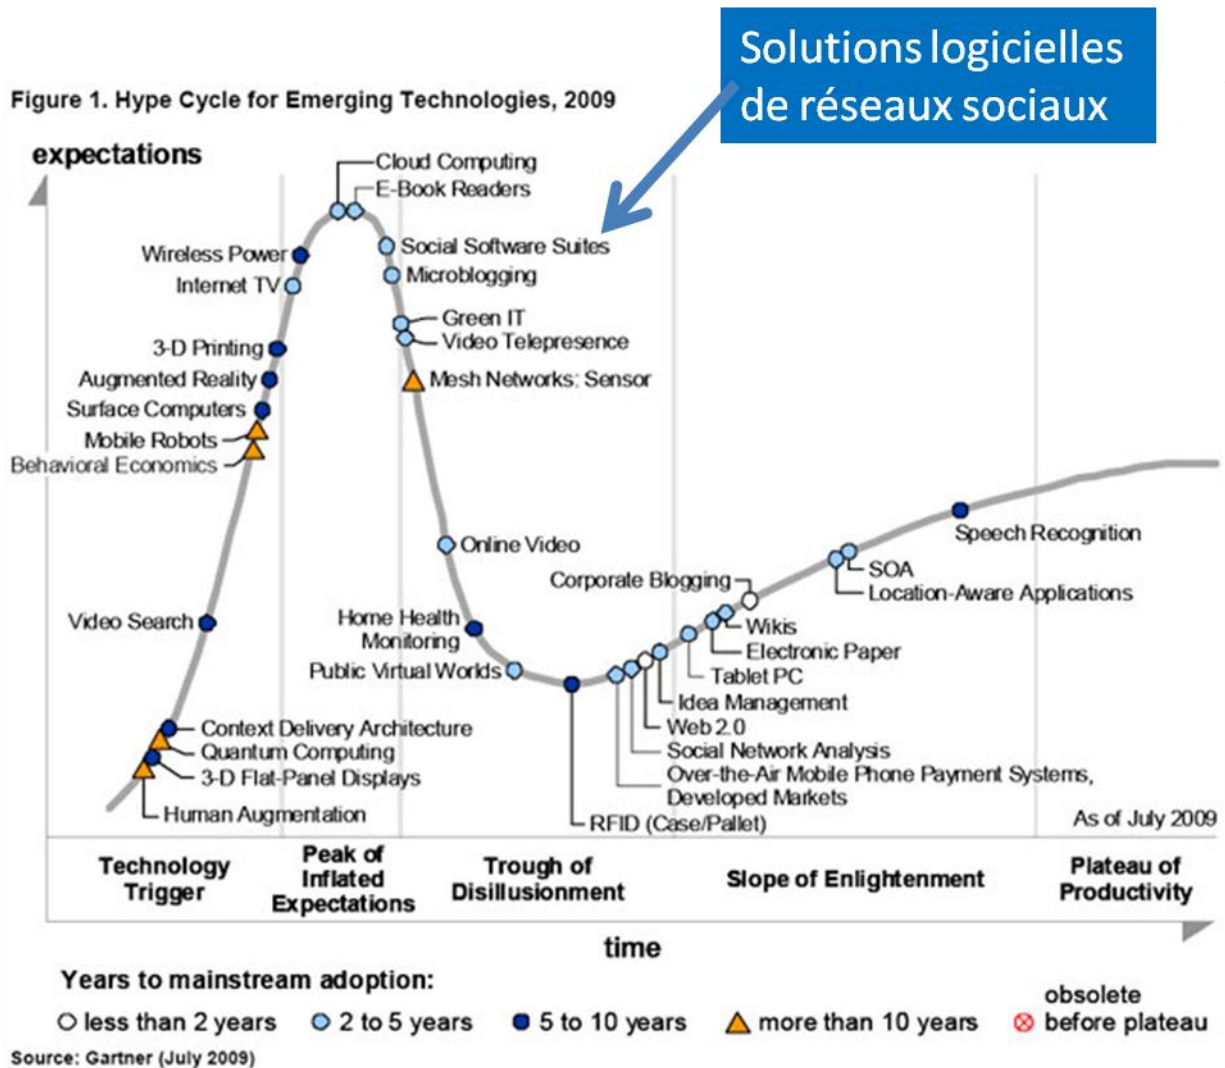 Solutions logicielles
de réseaux sociaux
Figure 1. Hype Cycle for Emerging Technologies, 2009
expectations
Cloud Computing
E-Book Readers
Wireless Power
Social Software Suites
Internet TV
Microblogging
Green IT
Video Telepresence
3-D Printing
Augmented Reality
Mesh Networks: Sensor
Surface Computers
Mobile Robots
Behavioral Economics
Speech Recognition
Online Video
SOA
Corporate Blogging
Location-Aware Applications
Video Search
Home Health
Monitoring
Wikis
Electronic Paper
Public Virtual Worlds
Tablet PC
Idea Management
Web 2.0
Context Delivery Architecture
Quantum Computing
Social Network Analysis
3-D Flat-Panel Displays
Over-the-Air Mobile Phone Payment Systems,
Developed Markets
Human Augmentation
RFID (Case/Pallet)
As of July 2009
Technology
Trigger
Peak of
Inflated
Expectations
Trough of
Disillusionment
Slope of Enlightenment
Plateau of
Productivity
time
Years to mainstream adoption:
less than 2 years
2 to 5 years
5 to 10 years
more than 10 years
obsolete
before plateau
Source: Gartner (July 2009)